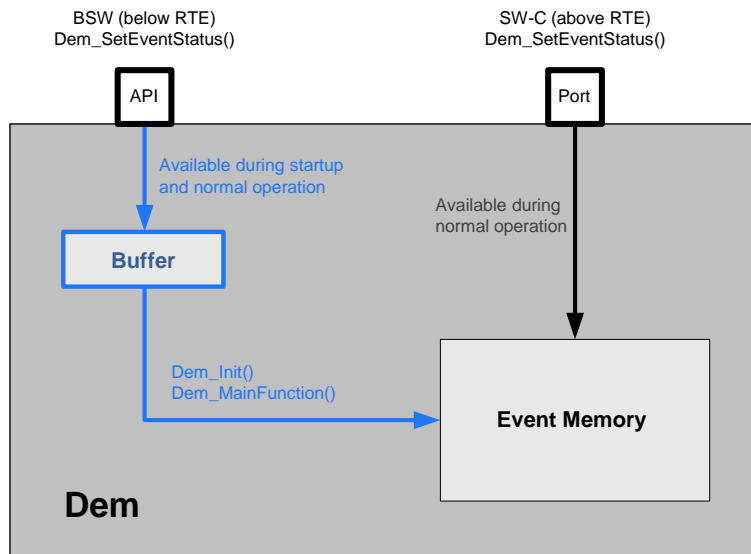 BSW (below RTE)
Dem_SetEventStatus()
SW-C (above RTE)
Dem_SetEventStatus()
API
Port
Available during startup
and normal operation
Available during
normal operation
Buffer
Dem_Init()
Dem_MainFunction()
Event Memory
Dem